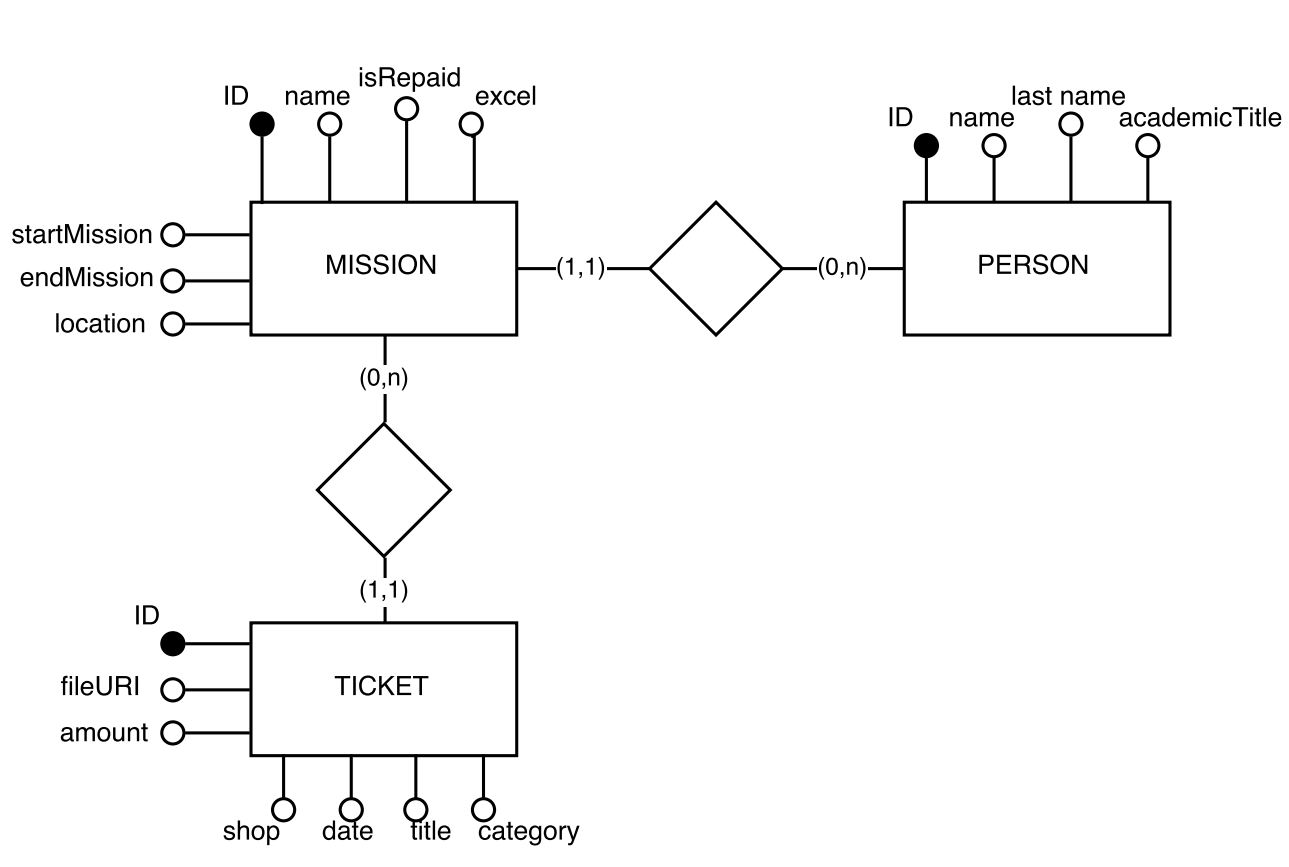 isRepaid
ID name excel
last name
ID name academicTitle
startMission
MISSION (1,1) (0,n) PERSON
endMission
location
(0,n)
(1,1)
ID
fileURI
TICKET
amount
shop date title category